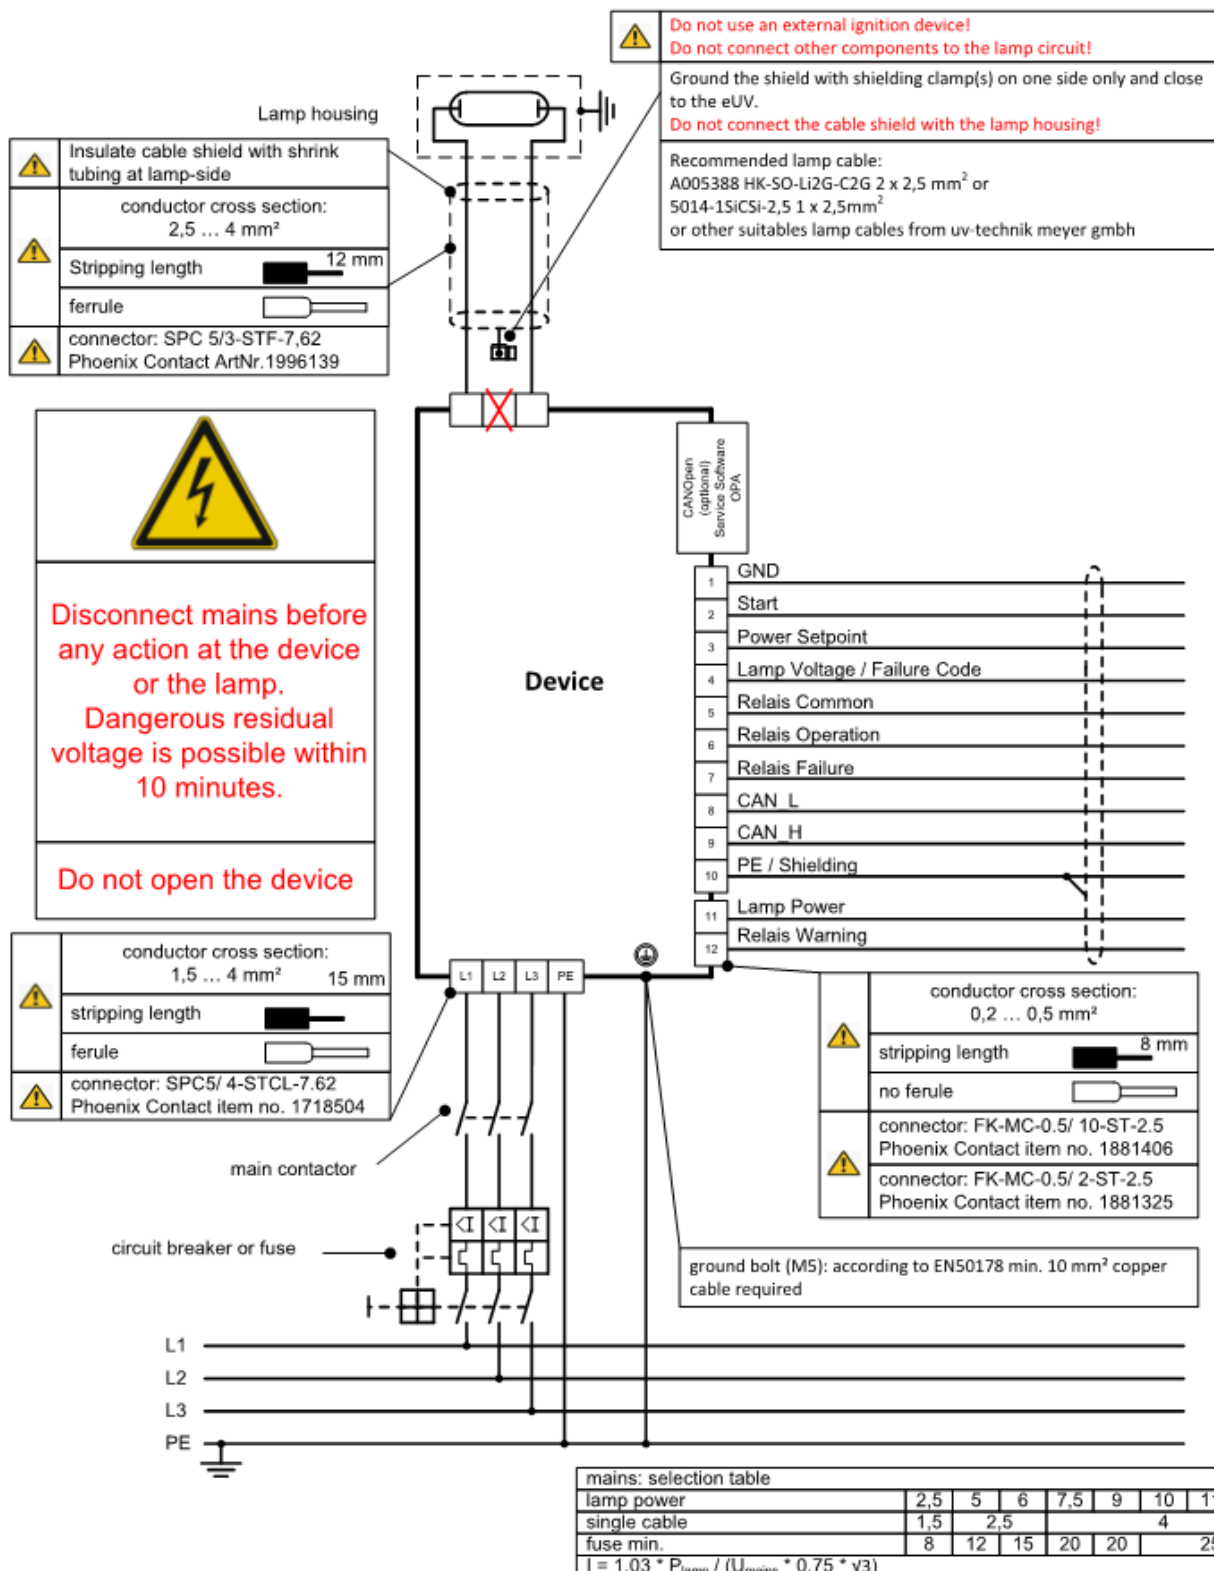 Do not use an external ignition device!
Do not connect other components to the lamp circuit!
Ground the shield with shielding clamp(s) on one side only and close
to the eUV.
Do not connect the cable shield with the lamp housing!
Recommended lamp cable:
A005388 HK-SO-Li2G-C2G 2 x 2,5 mm²  or
5014-1SiCSi-2,5 1 x 2,5mm²
or other suitables lamp cables from uv-technik meyer gmbh
Lamp housing
Insulate cable shield with shrink
tubing at lamp-side
conductor cross section:
2,5 ... 4 mm²
Stripping length 12 mm
ferrule
connector: SPC 5/3-STF-7,62
Phoenix Contact ArtNr.1996139
Disconnect mains before
any action at the device
or the lamp.
Dangerous residual
voltage is possible within
10 minutes.
Do not open the device
CANOpen
(optional)
Service Software
OPA
Device
1 GND
2 Start
3 Power Setpoint
4 Lamp Voltage / Failure Code
5 Relais Common
6 Relais Operation
7 Relais Failure
8 CAN_L
9 CAN_H
10 PE / Shielding
11 Lamp Power
12 Relais Warning
L1 L2 L3 PE
conductor cross section:
1,5 ... 4 mm²
stripping length 15 mm
ferule
connector: SPC5/ 4-STCL-7.62
Phoenix Contact item no. 1718504
conductor cross section:
0,2 ... 0,5 mm²
stripping length 8 mm
no ferule
connector: FK-MC-0.5/ 10-ST-2.5
Phoenix Contact item no. 1881406
connector: FK-MC-0.5/ 2-ST-2.5
Phoenix Contact item no. 1881325
main contactor
circuit breaker or fuse
I I I
ground bolt (M5): according to EN50178 min. 10 mm² copper
cable required
L1
L2
L3
PE
mains: selection table
lamp power 2,5 5 6 7,5 9 10
single cable 1,5 2,5 4
fuse min. 8 12 15 20 20
I = 1.03 * Plamp / (Umains * 0.75 * √3)